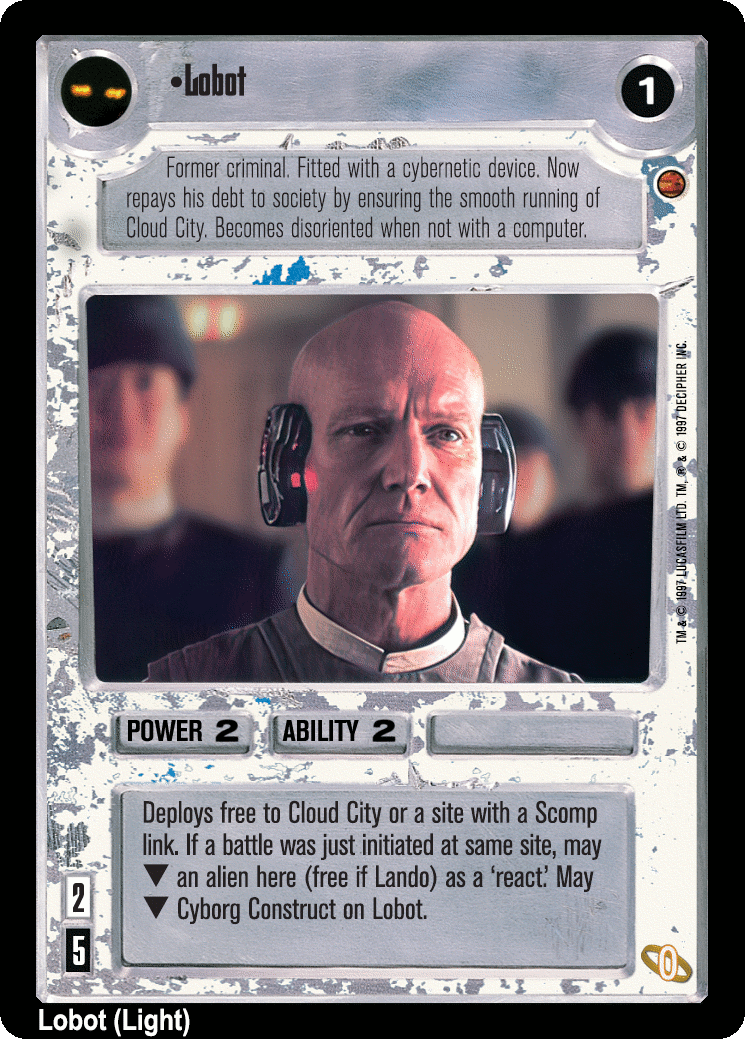 •Lobot
1
Former criminal. Fitted with a cybernetic device. Now
repays his debt to society by ensuring the smooth running of
Cloud City. Becomes disoriented when not with a computer.
TM & © 1997 LUCASFILM LTD. TM, ® & © 1997 DECIPHER INC.
POWER 2
ABILITY 2
Deploys free to Cloud City or a site with a Scomp
link. If a battle was just initiated at same site, may
▼ an alien here (free if Lando) as a ‘react.’ May
▼ Cyborg Construct on Lobot.
2
5
0
Lobot (Light)